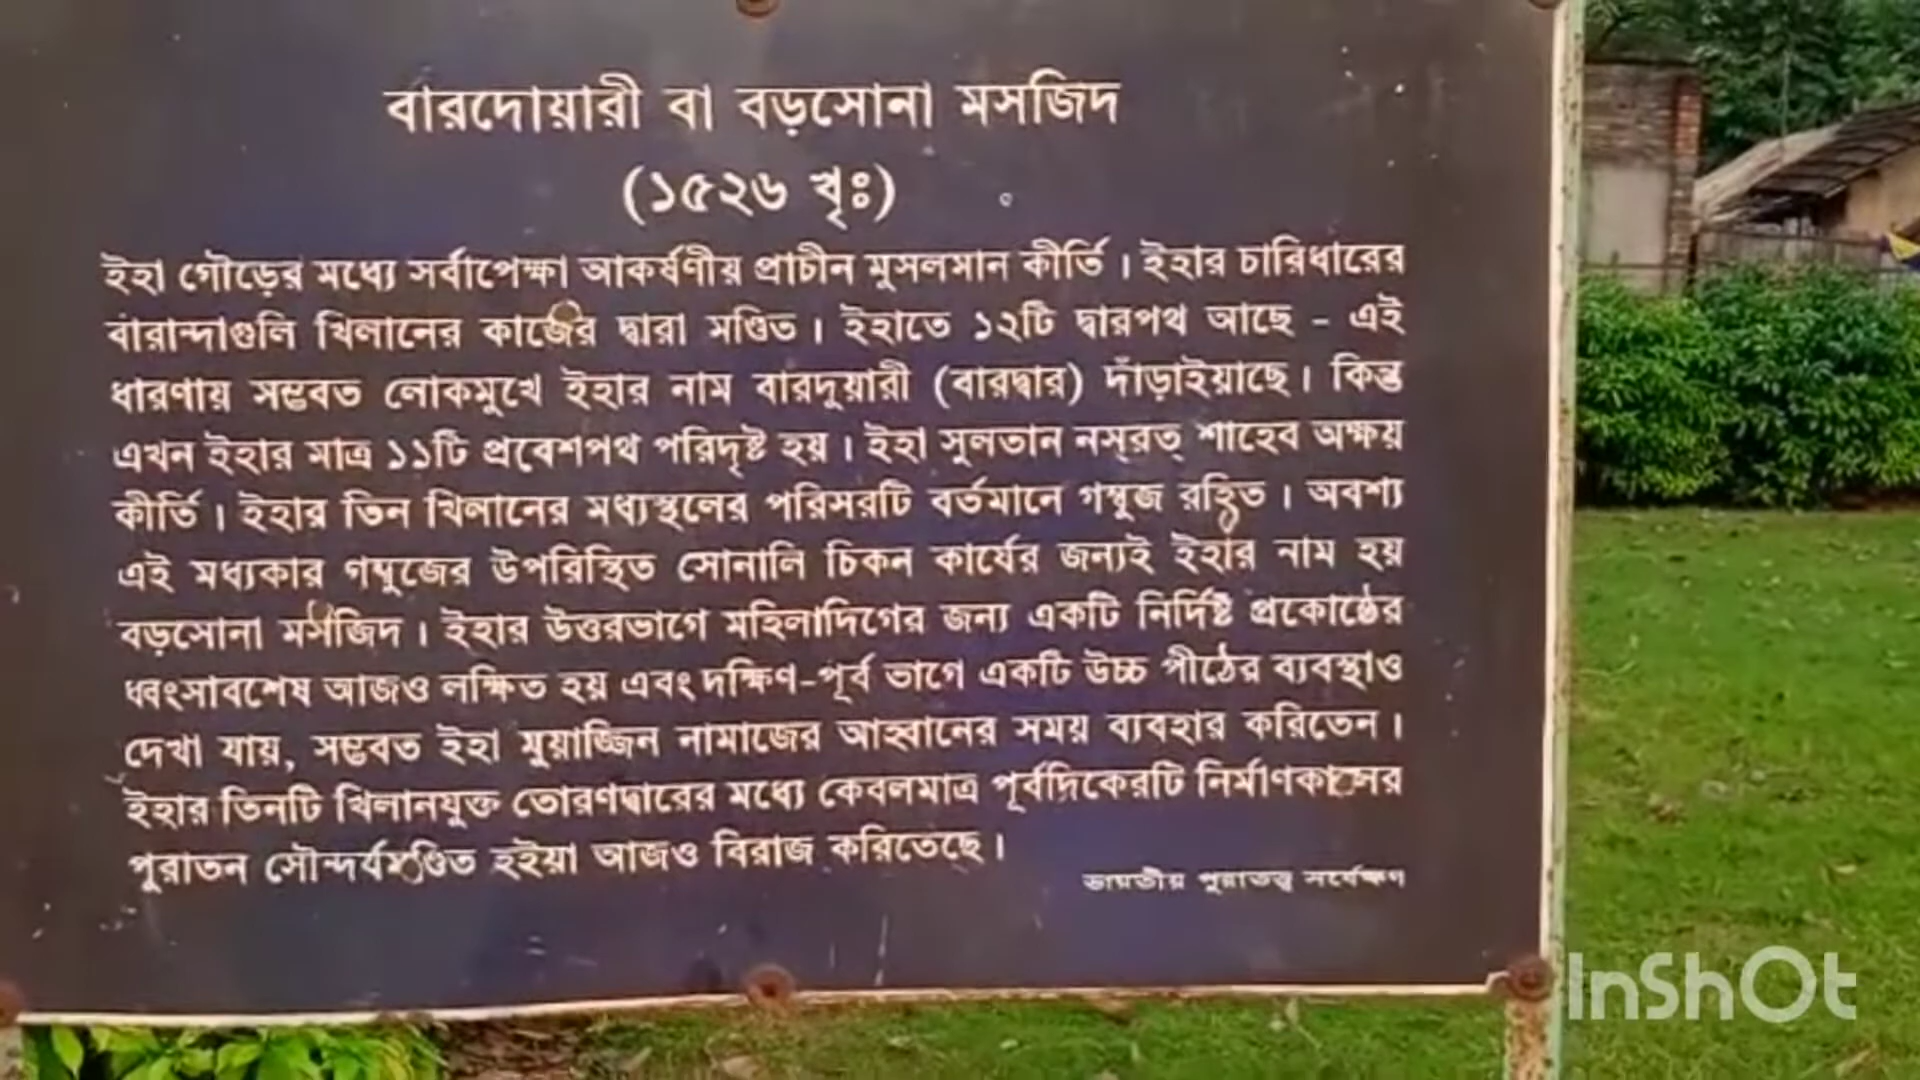 বারদোয়ারী বা বড়সোনা মসজিদ
(১৫২৬ খৃঃ)
ইহা গৌড়ের মধ্যে সর্বাপেক্ষা আকর্ষণীয় প্রাচীন মুসলমান কীর্তি । ইহার চারিধারের
বারান্দাগুলি খিলানের কাজের দ্বারা মণ্ডিত । ইহাতে ১২টি দ্বারপথ আছে - এই
ধারণায় সম্ভবত লোকমুখে ইহার নাম বারদুয়ারী (বারদ্বার) দাঁড়াইয়াছে । কিন্তু
এখন ইহার মাত্র ১১টি প্রবেশপথ পরিদৃষ্ট হয় । ইহা সুলতান নস্‌রত্‌ শাহেব অক্ষয়
কীর্তি । ইহার তিন খিলানের মধ্যস্থলের পরিসরটি বর্তমানে গম্বুজ রহিত । অবশ্য
এই মধ্যকার গম্বুজের উপরিস্থিত সোনালি চিকন কার্যের জন্যই ইহার নাম হয়
বড়সোনা মসজিদ । ইহার উত্তরভাগে মহিলাদিগের জন্য একটি নির্দিষ্ট প্রকোষ্ঠের
ধ্বংসাবশেষ আজও লক্ষিত হয় এবং দক্ষিণ-পূর্ব ভাগে একটি উচ্চ পীঠের ব্যবস্থাও
দেখা যায়, সম্ভবত ইহা মুয়াজ্জিন নামাজের আহ্বানের সময় ব্যবহার করিতেন ।
ইহার তিনটি খিলানযুক্ত তোরণদ্বারের মধ্যে কেবলমাত্র পূর্বদিকেরটি নির্মাণকালের
পুরাতন সৌন্দর্যমণ্ডিত হইয়া আজও বিরাজ করিতেছে ।
ভারতীয় পুরাতত্ত্ব সর্বেক্ষণ
InShOt